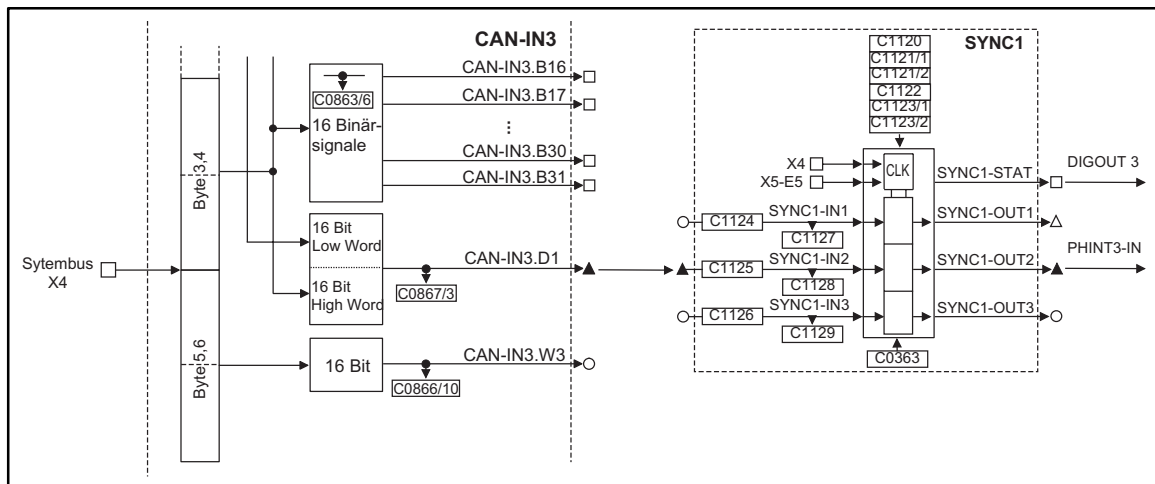 CAN-IN3
Sytembus
X4
Byte 3,4
Byte 5,6
C0863/6
16 Binär-
signale
CAN-IN3.B16
CAN-IN3.B17
...
CAN-IN3.B30
CAN-IN3.B31
16 Bit
Low Word
16 Bit
High Word
CAN-IN3.D1
C0867/3
16 Bit
CAN-IN3.W3
C0866/10
SYNC1
C1120
C1121/1
C1121/2
C1122
C1123/1
C1123/2
X4
X5-E5
CLK
C1124
SYNC1-IN1
C1127
C1125
SYNC1-IN2
C1128
C1126
SYNC1-IN3
C1129
C0363
SYNC1-STAT
DIGOUT 3
SYNC1-OUT1
SYNC1-OUT2
PHINT3-IN
SYNC1-OUT3